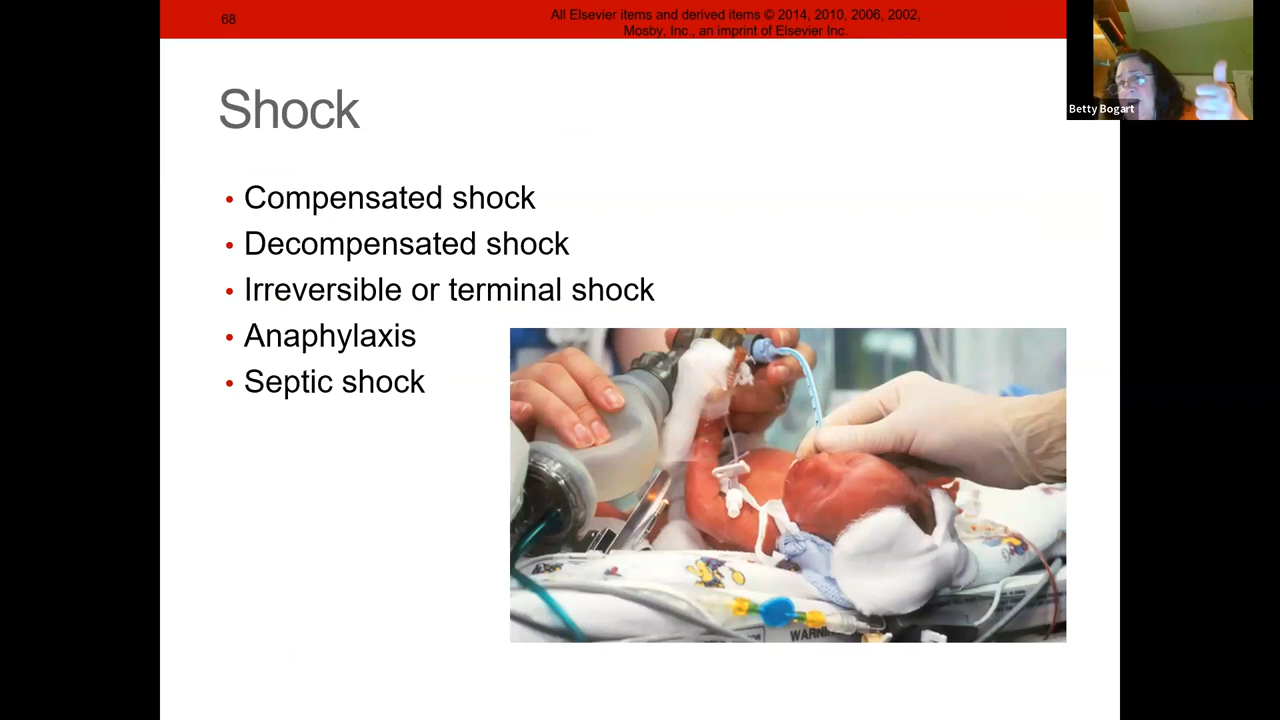 68
All Elsevier items and derived items © 2014, 2010, 2006, 2002,
Mosby, Inc., an imprint of Elsevier Inc.
Betty Bogart
Shock
• Compensated shock
• Decompensated shock
• Irreversible or terminal shock
• Anaphylaxis
• Septic shock